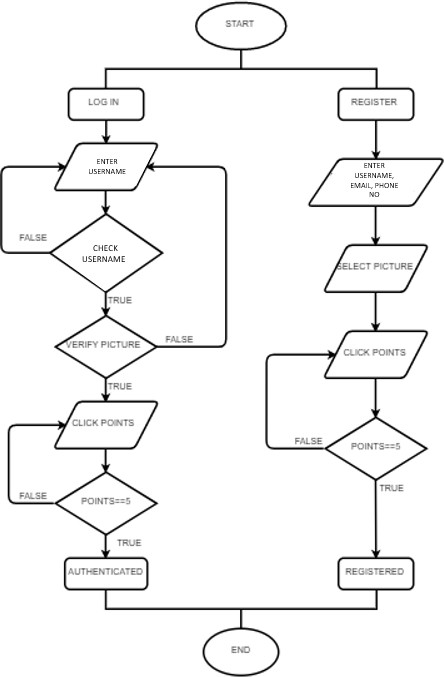 START
LOG IN
REGISTER
ENTER
USERNAME
ENTER
USERNAME,
EMAIL, PHONE
NO
FALSE
CHECK
USERNAME
SELECT PICTURE
TRUE
VERIFY PICTURE
FALSE
CLICK POINTS
TRUE
CLICK POINTS
FALSE
POINTS==5
TRUE
FALSE
POINTS==5
TRUE
AUTHENTICATED
REGISTERED
END